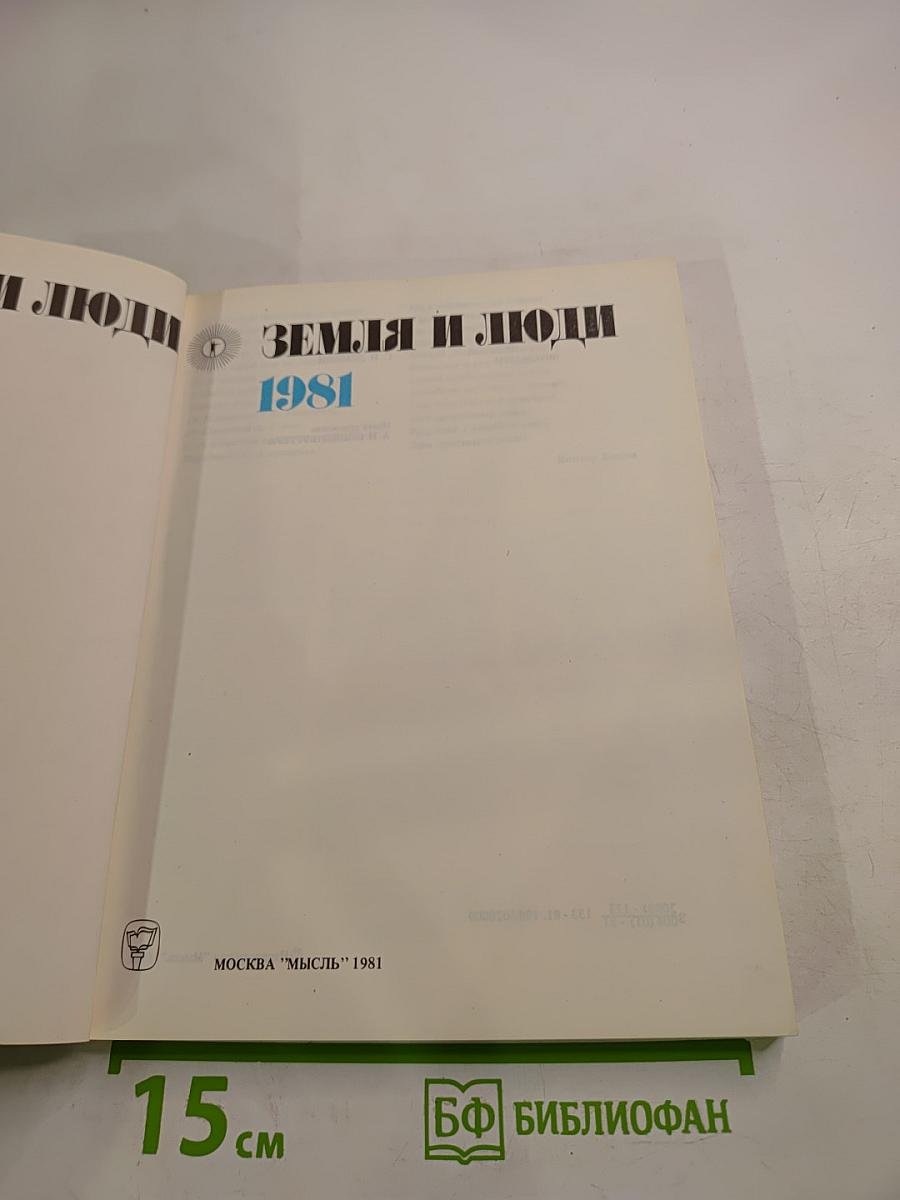 И ЛЮДИ
ЗЕМЛЯ И ЛЮДИ
1981
МОСКВА "МЫСЛЬ" 1981
15 см
БФ БИБЛИОФАН